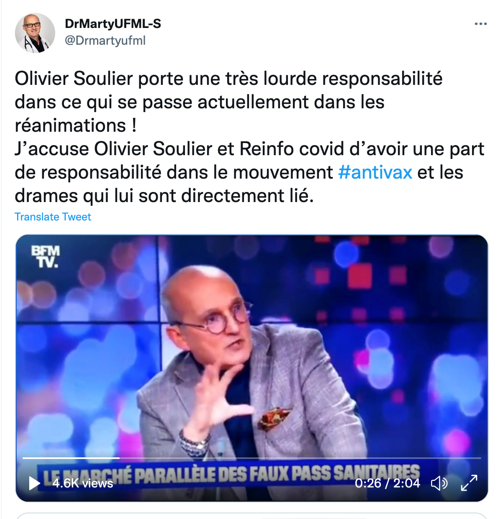 DrMartyUFML-S
@Drmartyufml
Olivier Soulier porte une très lourde responsabilité
dans ce qui se passe actuellement dans les
réanimations !
J’accuse Olivier Soulier et Reinfo covid d’avoir une part
de responsabilité dans le mouvement #antivax et les
drames qui lui sont directement lié.
Translate Tweet
BFM
TV.
LE MARCHÉ PARALLÈLE DES FAUX PASS SANITAIRES
4.6K views
0:26 / 2:04